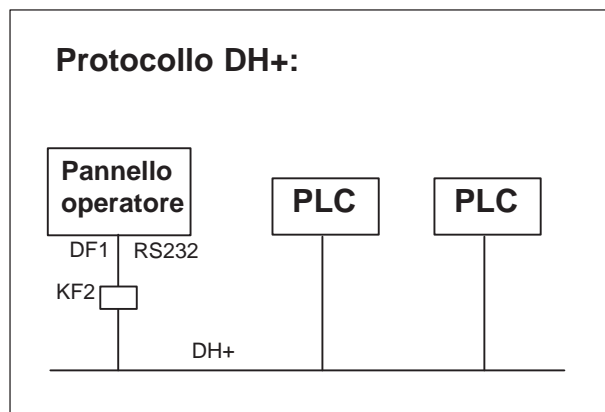 Protocollo DH+:
Pannello
operatore
PLC
PLC
DF1 RS232
KF2
DH+